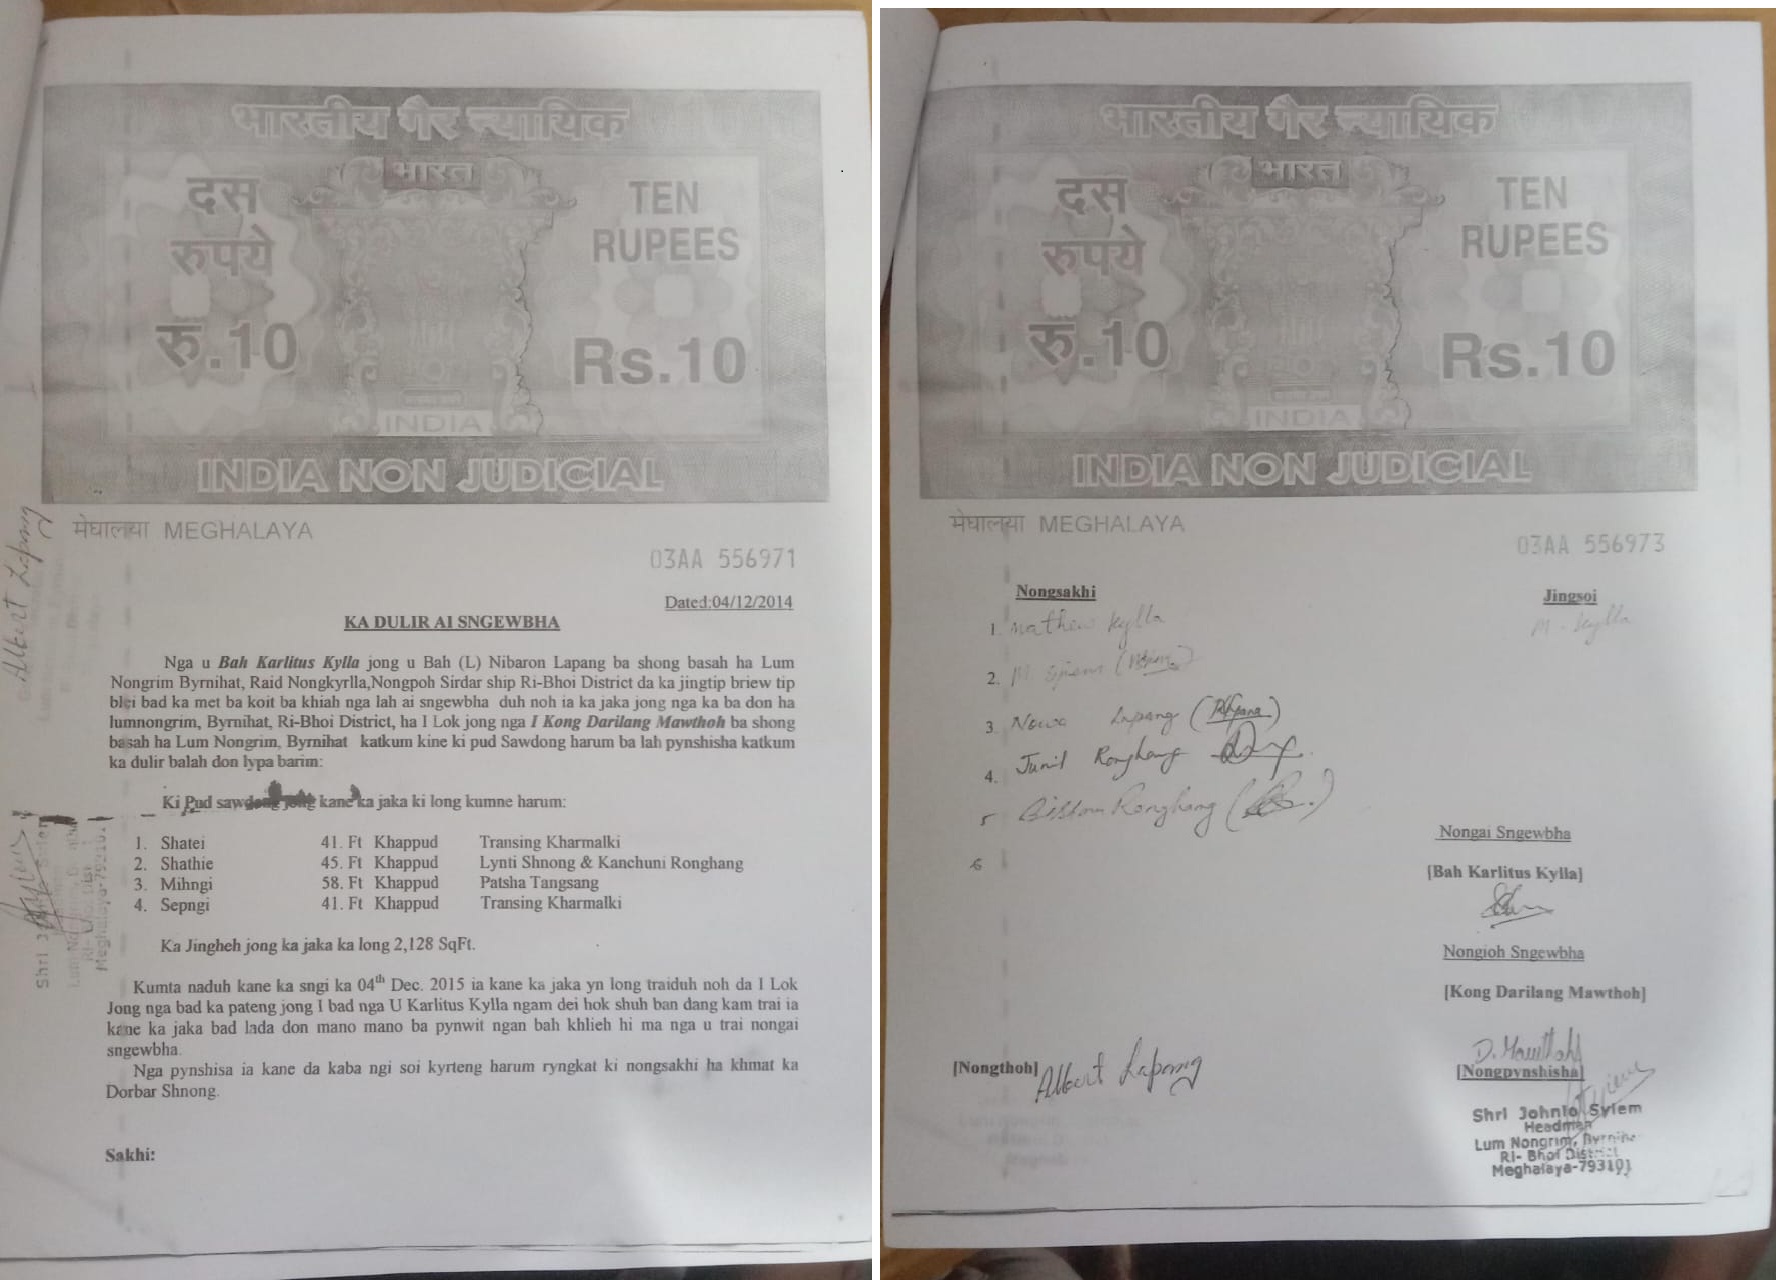 भारतीय गैर न्यायिक
भारत
दस
रुपये
रु.10
TEN
RUPEES
Rs.10
INDIA
INDIA NON JUDICIAL
मेघालया MEGHALAYA
03AA 556971
Dated:04/12/2014
KA DULIR AI SNGEWBHA
Nga u Bah Karlitus Kylla jong u Bah (L) Nibaron Lapang ba shong basah ha Lum
Nongrim Byrnihat, Raid Nongkyrlla,Nongpoh Sirdar ship Ri-Bhoi District da ka jingtip briew tip
blei bad ka met ba koit ba khiah nga lah ai sngewbha duh noh ia ka jaka jong nga ka ba don ha
lumnongrim, Byrnihat, Ri-Bhoi District, ha I Lok jong nga I Kong Darilang Mawthoh ba shong
basah ha Lum Nongrim, Byrnihat katkum kine ki pud Sawdong harum ba lah pynshisha katkum
ka dulir balah don lypa barim:
Ki Pud sawdong jong kane ka jaka ki long kumne harum:
1. Shatei 41. Ft Khappud Transing Kharmalki
2. Shathie 45. Ft Khappud Lynti Shnong & Kanchuni Ronghang
3. Mihngi 58. Ft Khappud Patsha Tangsang
4. Sepngi 41. Ft Khappud Transing Kharmalki
Ka Jingheh jong ka jaka ka long 2,128 SqFt.
Kumta naduh kane ka sngi ka 04th Dec. 2015 ia kane ka jaka yn long traiduh noh da I Lok
Jong nga bad ka pateng jong I bad nga U Karlitus Kylla ngam dei hok shuh ban dang kam trai ia
kane ka jaka bad lada don mano mano ba pynwit ngan bah khlieh hi ma nga u trai nongai
sngewbha.
Nga pynshisa ia kane da kaba ngi soi kyrteng harum ryngkat ki nongsakhi ha khmat ka
Dorbar Shnong.
Sakhi:
Albert Lapang
Shri
Meghalaya-793101
भारतीय गैर न्यायिक
भारत
दस
रुपये
रु.10
TEN
RUPEES
Rs.10
INDIA
INDIA NON JUDICIAL
मेघालया MEGHALAYA
03AA 556973
Nongsakhi
Jingsoi
1. Mathew Kylla
M. Kylla
2. M
3. Nowa Lapang
4. Junil Ronghang
5 Ronghang
6
Nongai Sngewbha
[Bah Karlitus Kylla]
Nongioh Sngewbha
[Kong Darilang Mawthoh]
D. Mawthoh
[Nongthoh] Albert Lapang
[Nongpynshisha]
Shri Johnio Syiem
Headman
Lum Nongrim, Byrniha
Ri- Bhoi District
Meghalaya-793101